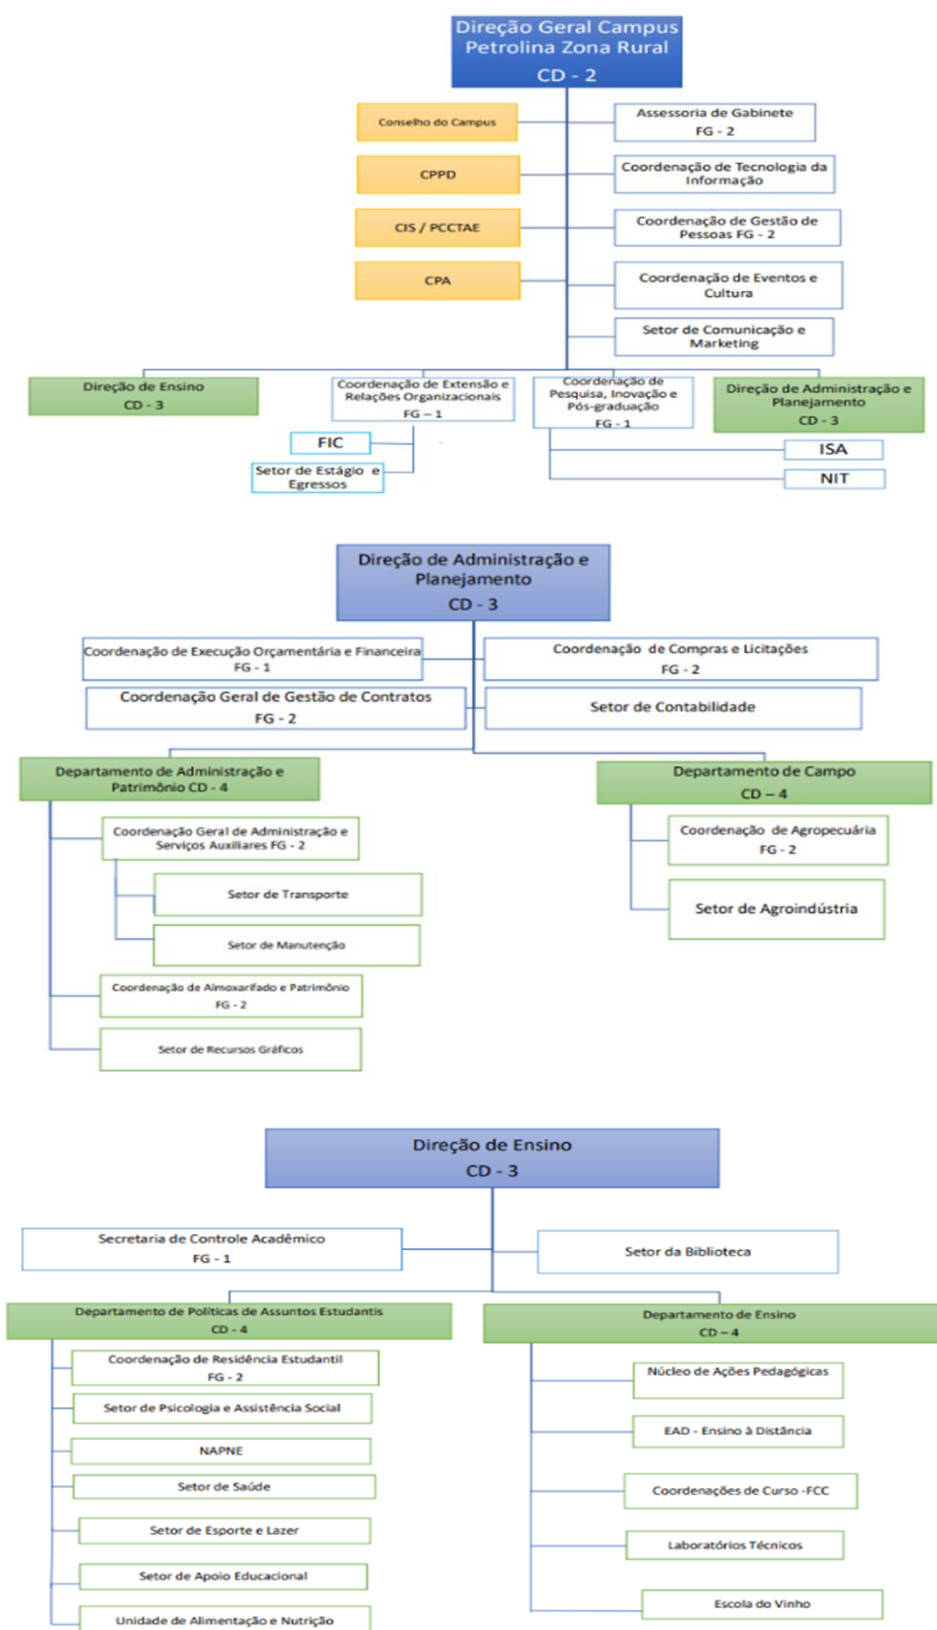 Direção Geral Campus
Petrolina Zona Rural
CD - 2
Conselho do Campus
Assessoria de Gabinete
FG - 2
CPPD
Coordenação de Tecnologia da
Informação
CIS / PCCTAE
Coordenação de Gestão de
Pessoas FG - 2
CPA
Coordenação de Eventos e
Cultura
Setor de Comunicação e
Marketing
Direção de Ensino
CD - 3
Coordenação de Extensão e
Relações Organizacionais
FG – 1
Coordenação de
Pesquisa, Inovação e
Pós-graduação
FG - 1
Direção de Administração e
Planejamento
CD - 3
FIC
Setor de Estágio e
Egressos
ISA
NIT
Direção de Administração e
Planejamento
CD - 3
Coordenação de Execução Orçamentária e Financeira
FG - 1
Coordenação de Compras e Licitações
FG - 2
Coordenação Geral de Gestão de Contratos
FG - 2
Setor de Contabilidade
Departamento de Administração e
Patrimônio CD - 4
Coordenação Geral de Administração e
Serviços Auxiliares FG - 2
Setor de Transporte
Setor de Manutenção
Coordenação de Almoxarifado e Patrimônio
FG - 2
Setor de Recursos Gráficos
Departamento de Campo
CD – 4
Coordenação de Agropecuária
FG - 2
Setor de Agroindústria
Direção de Ensino
CD - 3
Secretaria de Controle Acadêmico
FG - 1
Setor da Biblioteca
Departamento de Políticas de Assuntos Estudantis
CD - 4
Coordenação de Residência Estudantil
FG - 2
Setor de Psicologia e Assistência Social
NAPNE
Setor de Saúde
Setor de Esporte e Lazer
Setor de Apoio Educacional
Unidade de Alimentação e Nutrição
Departamento de Ensino
CD – 4
Núcleo de Ações Pedagógicas
EAD - Ensino à Distância
Coordenações de Curso -FCC
Laboratórios Técnicos
Escola do Vinho